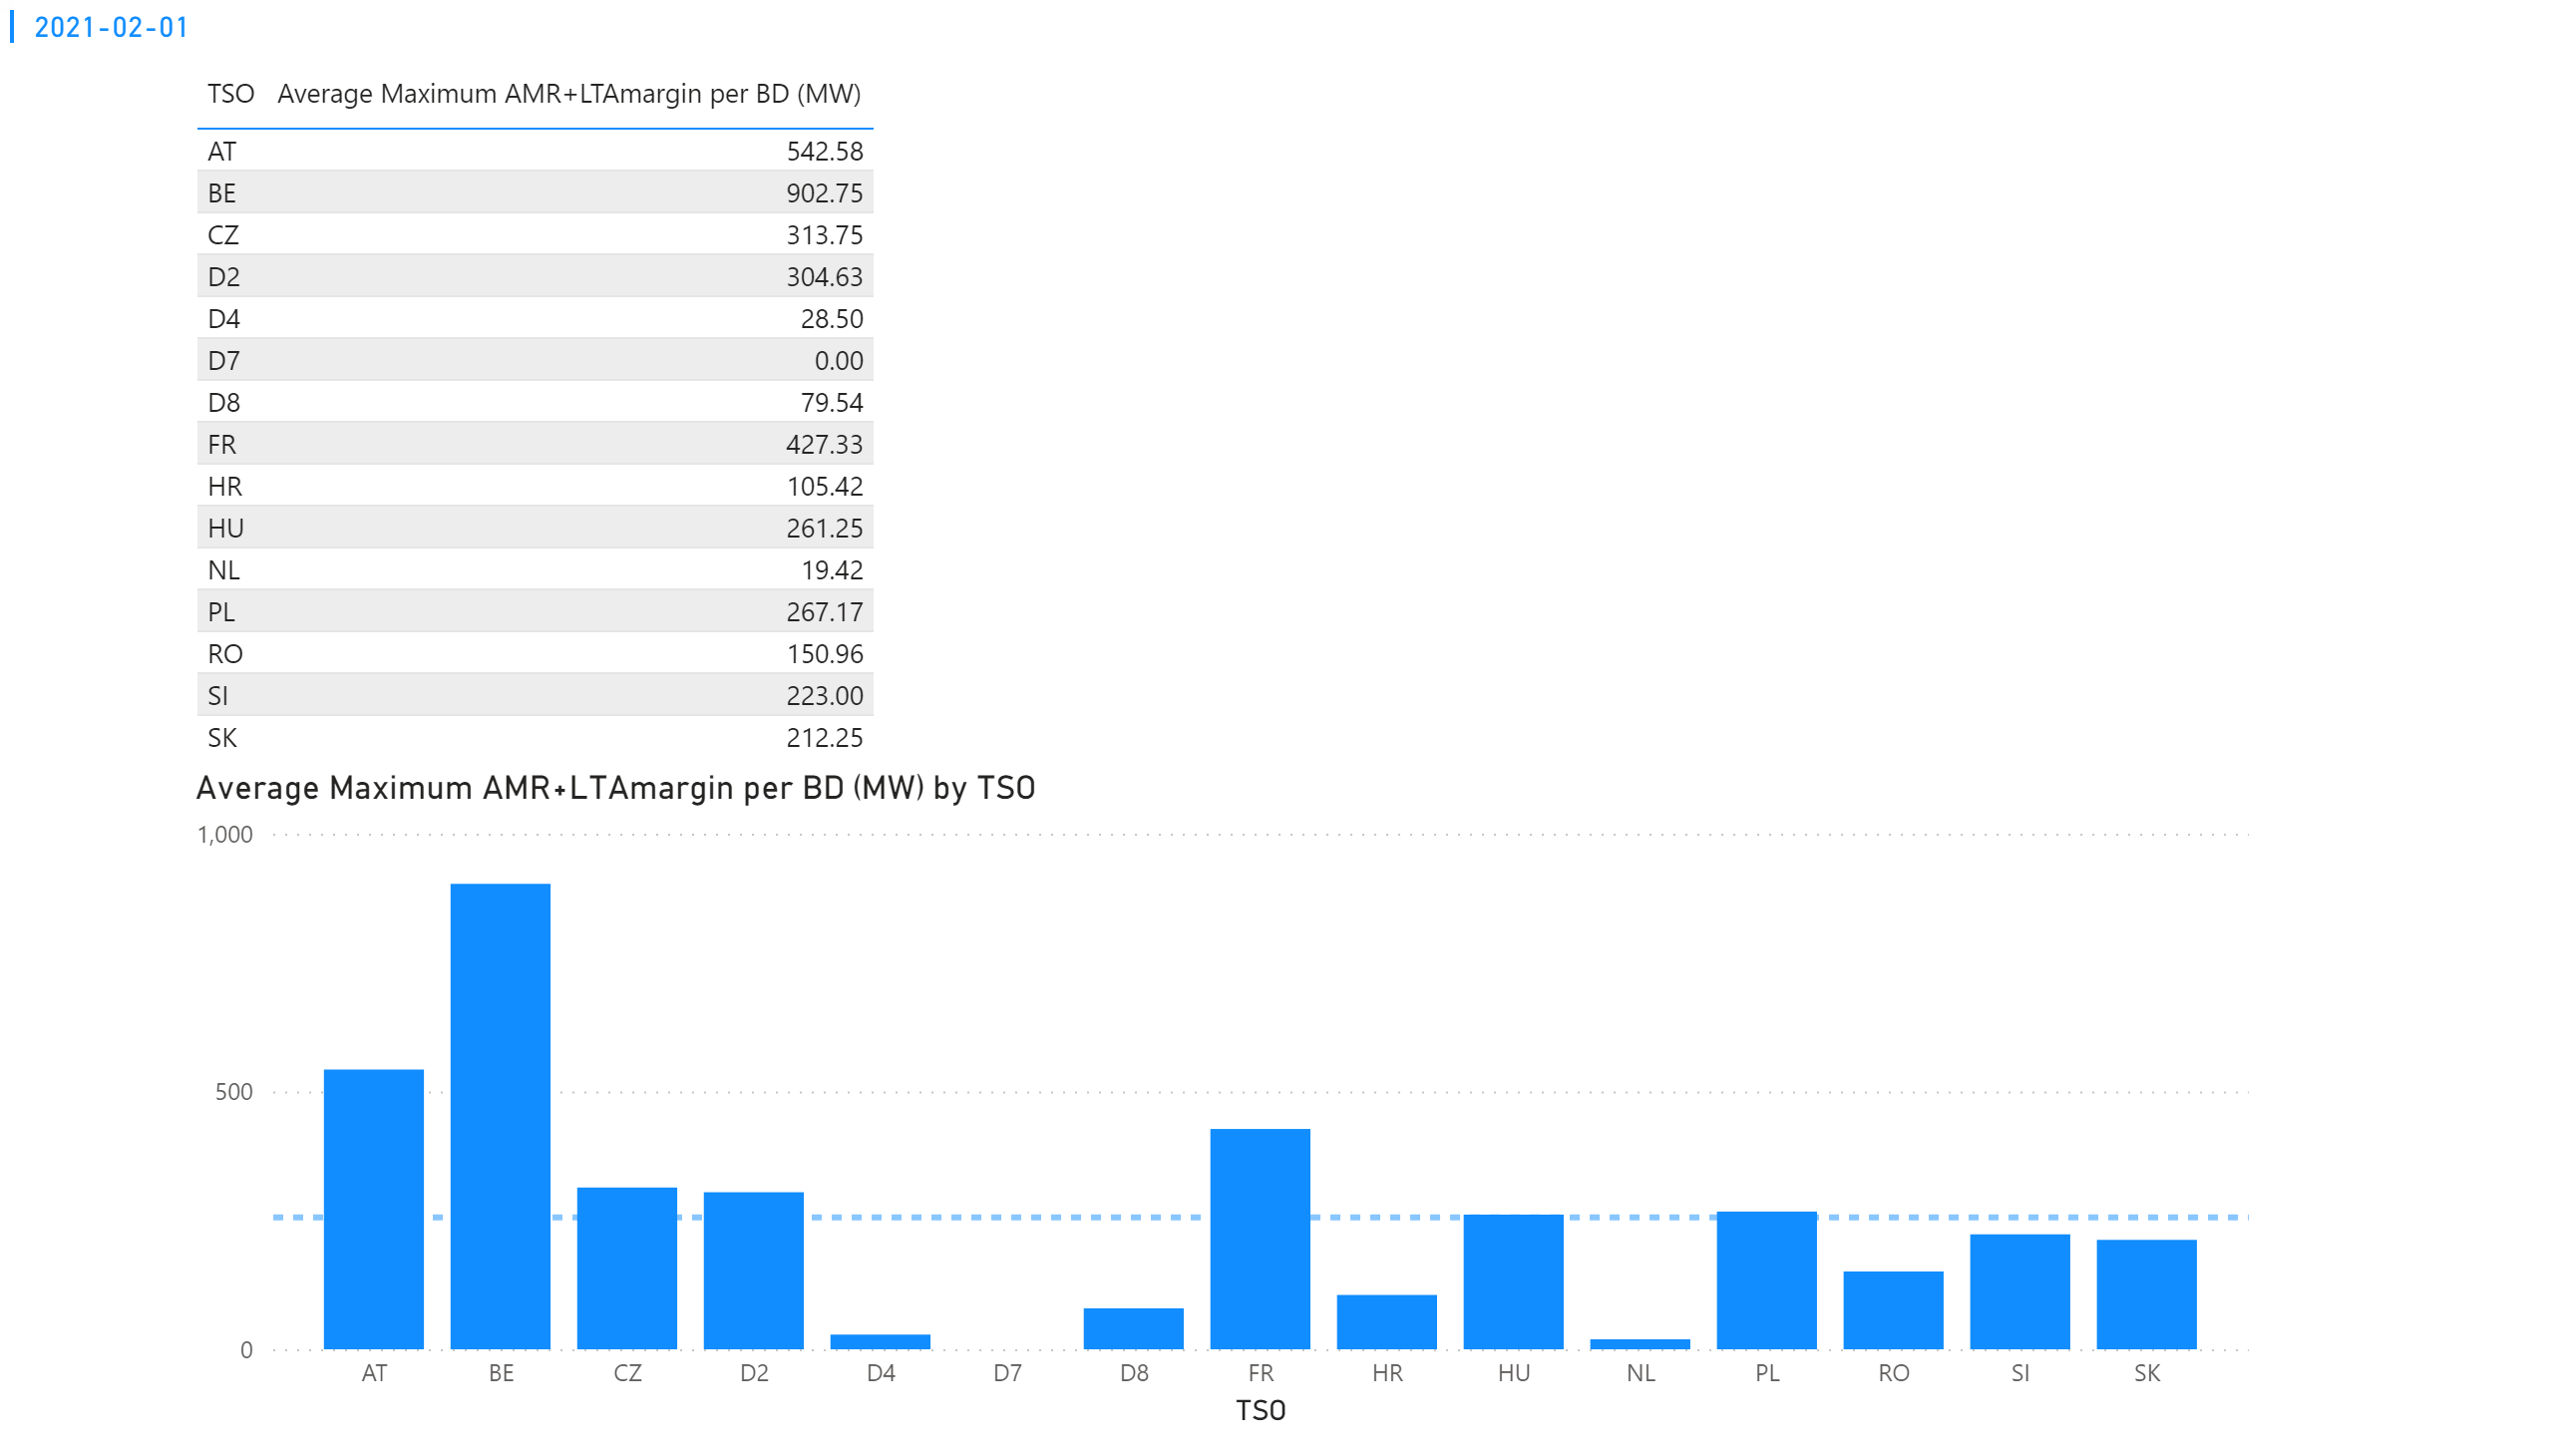 2021-02-01
TSO Average Maximum AMR+LTAmargin per BD (MW)
AT 542.58
BE 902.75
CZ 313.75
D2 304.63
D4 28.50
D7 0.00
D8 79.54
FR 427.33
HR 105.42
HU 261.25
NL 19.42
PL 267.17
RO 150.96
SI 223.00
SK 212.25
Average Maximum AMR+LTAmargin per BD (MW) by TSO
1,000
500
0
AT BE CZ D2 D4 D7 D8 FR HR HU NL PL RO SI SK
TSO